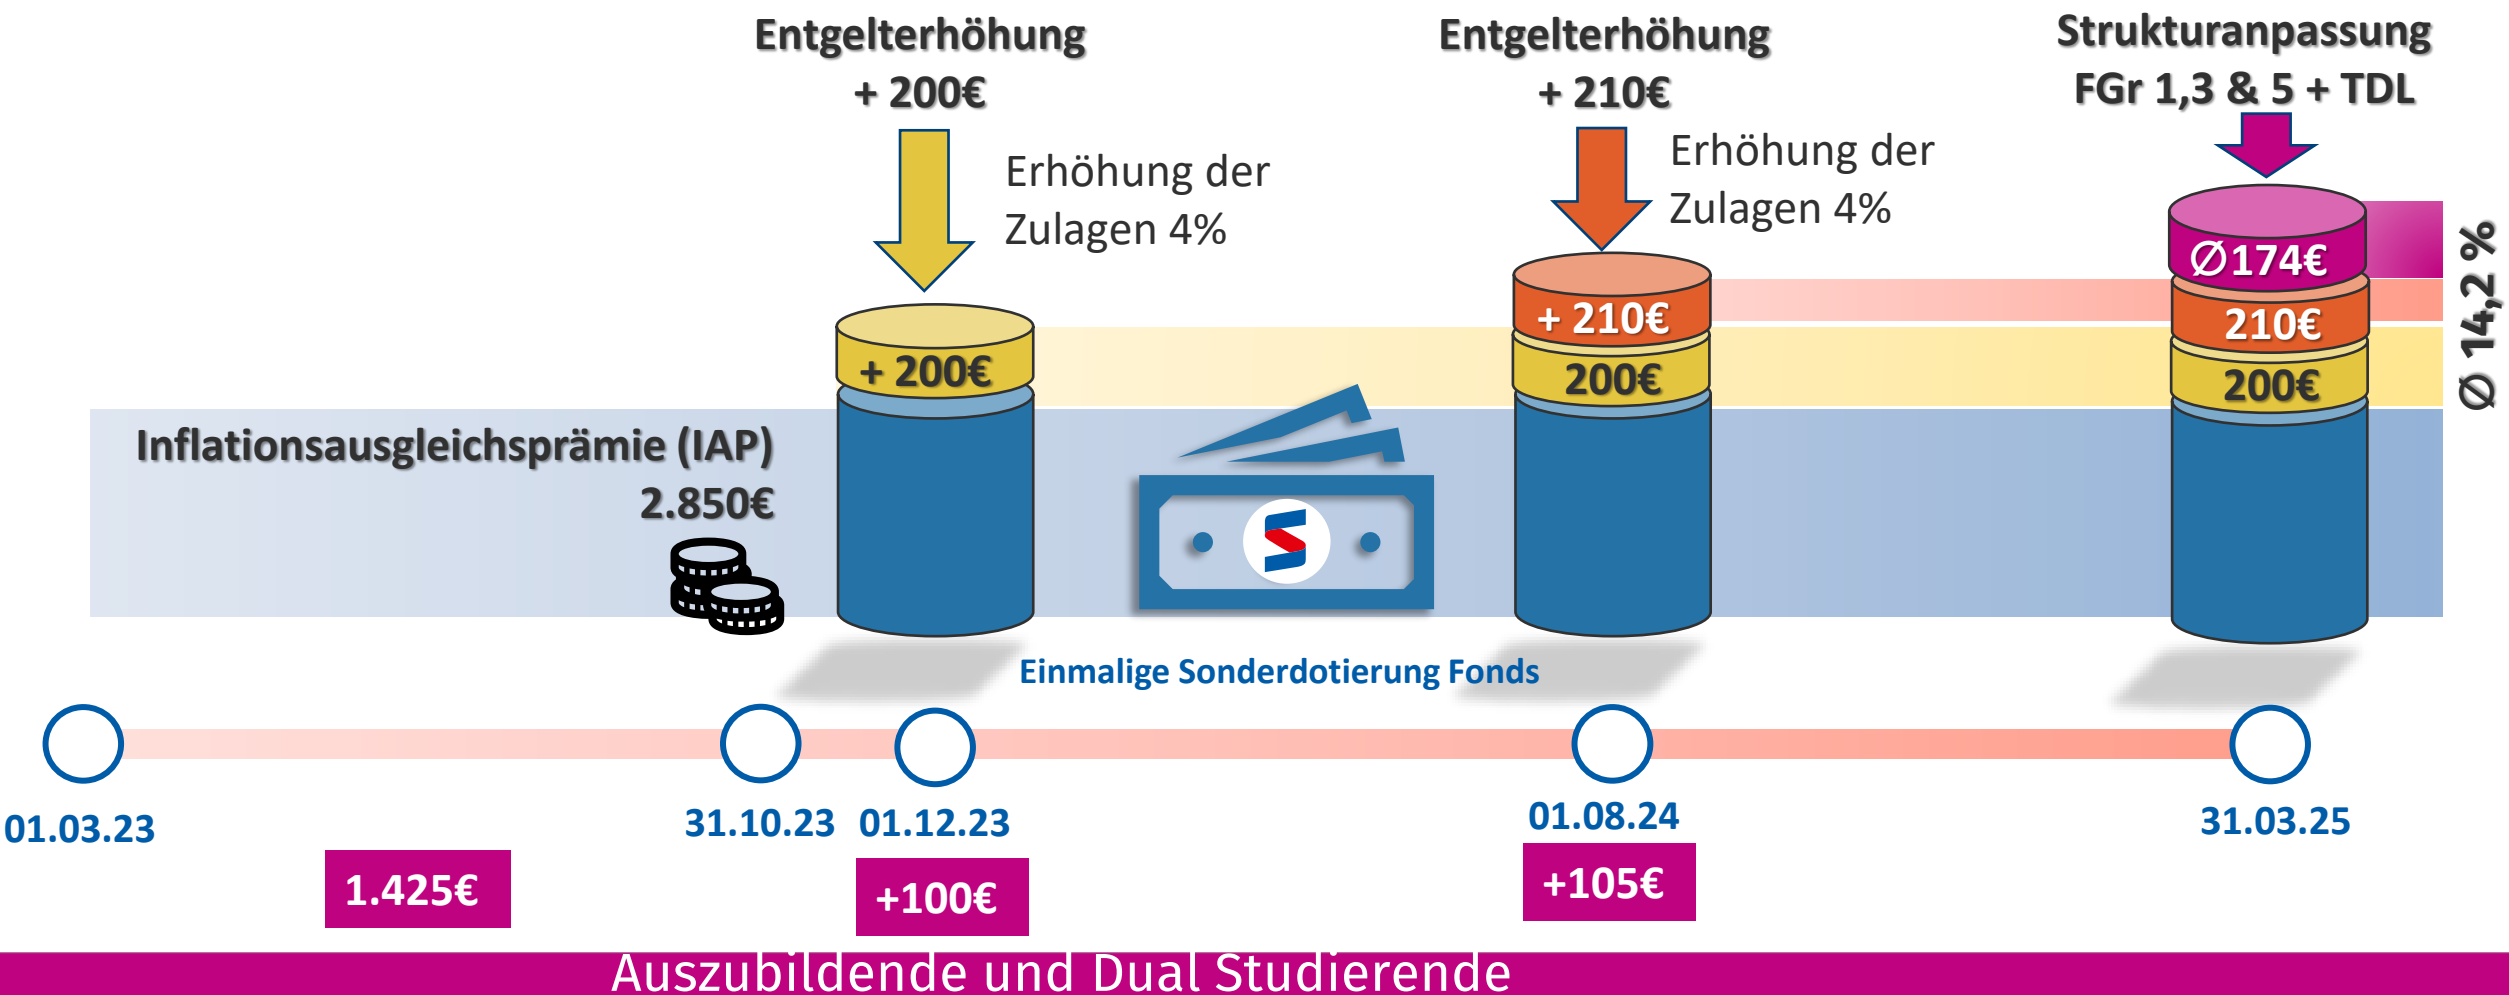 Entgelterhöhung
+ 200€
Erhöhung der
Zulagen 4%
Entgelterhöhung
+ 210€
Erhöhung der
Zulagen 4%
Strukturanpassung
FGr 1,3 & 5 + TDL
+ 200€
+ 210€
200€
∅174€
210€
200€
∅ 14,2 %
Inflationsausgleichsprämie (IAP)
2.850€
Einmalige Sonderdotierung Fonds
01.03.23
31.10.23
01.12.23
01.08.24
31.03.25
1.425€
+100€
+105€
Auszubildende und Dual Studierende